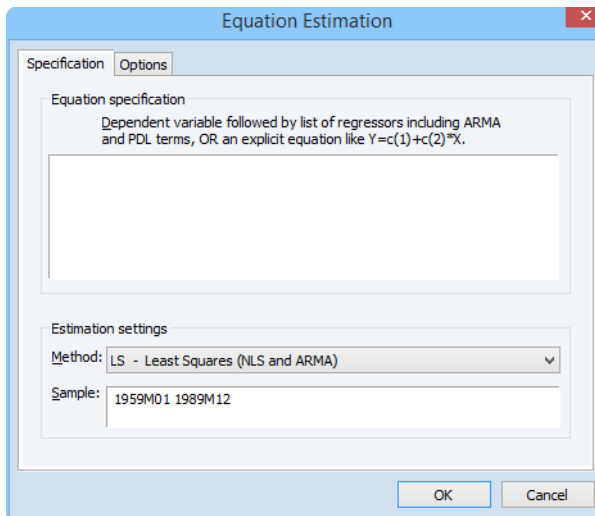 Equation Estimation
Specification
Options
Equation specification
Dependent variable followed by list of regressors including ARMA
and PDL terms, OR an explicit equation like Y=c(1)+c(2)*X.
Estimation settings
Method: LS - Least Squares (NLS and ARMA)
Sample: 1959M01 1989M12
OK
Cancel